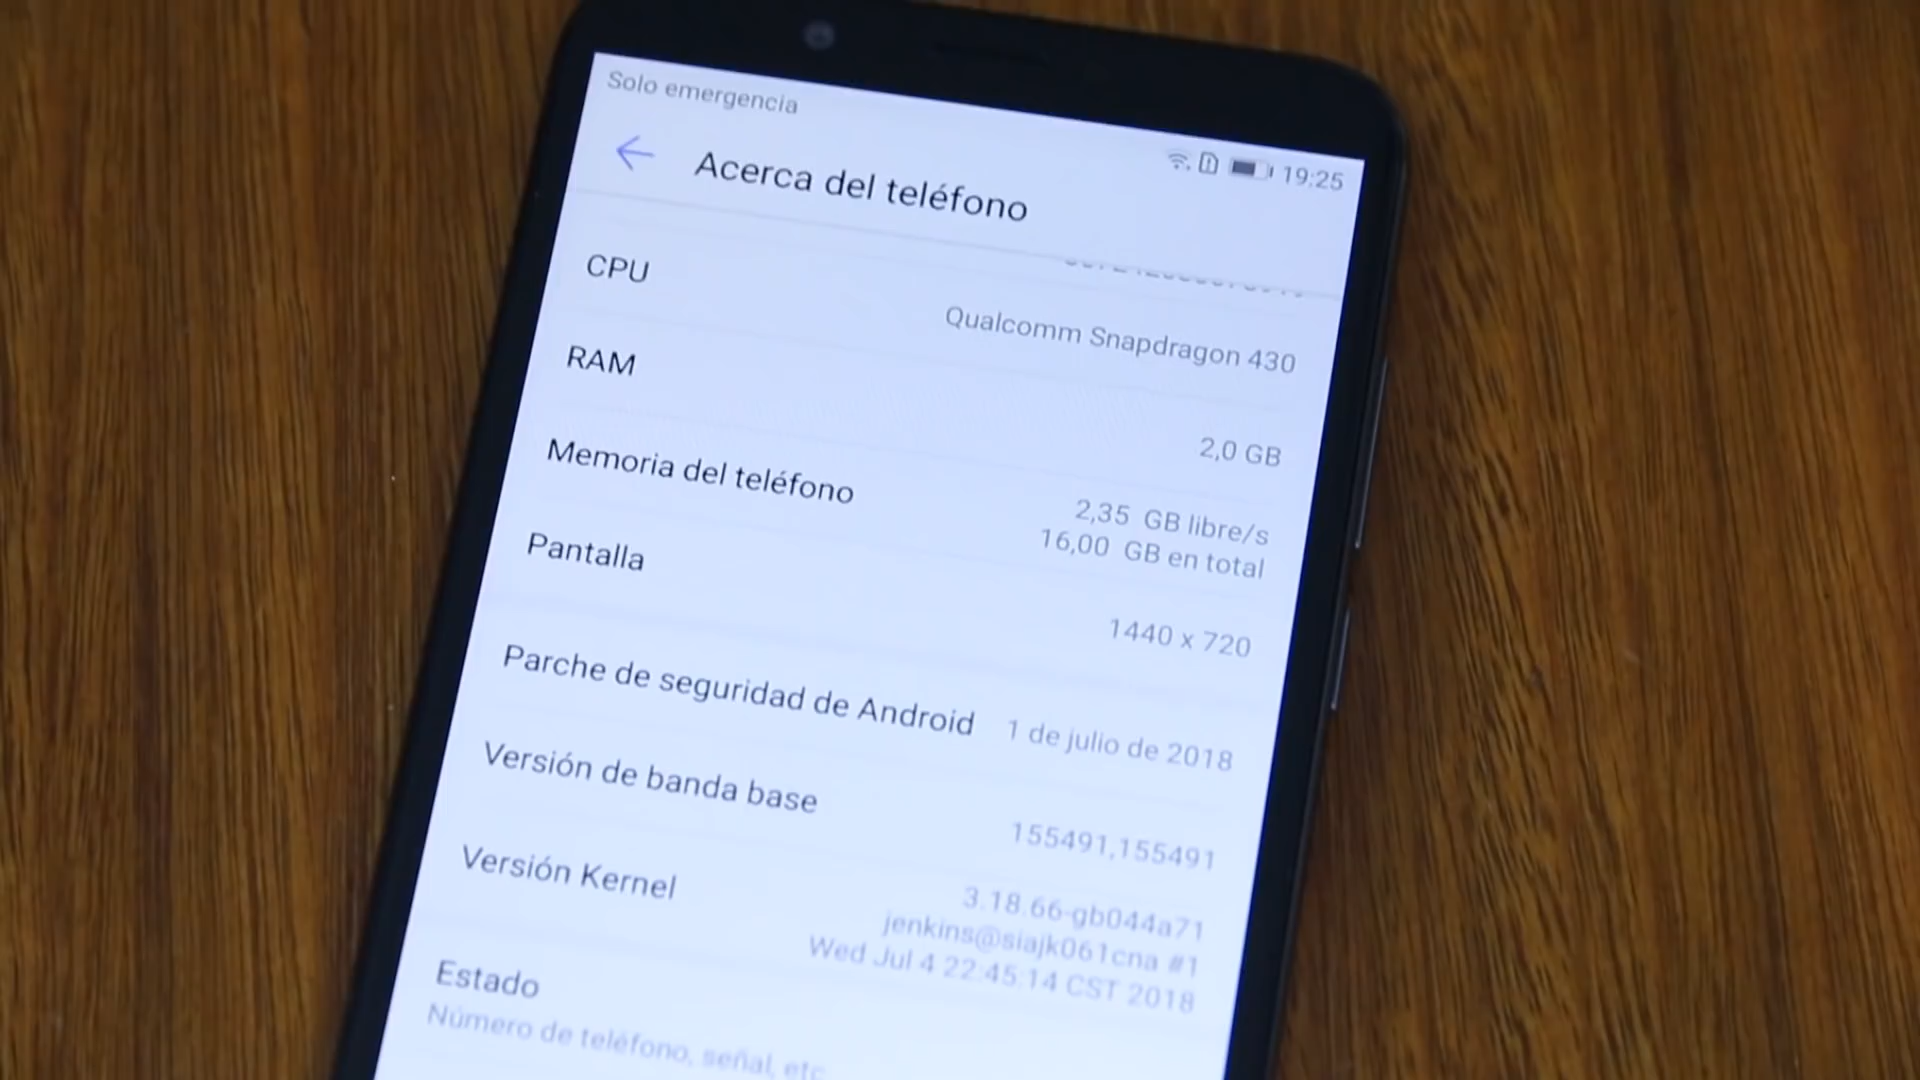 Solo emergencia
19:25
Acerca del teléfono
CPU
Qualcomm Snapdragon 430
RAM
2,0 GB
Memoria del teléfono
2,35 GB libre/s
16,00 GB en total
Pantalla
1440 x 720
Parche de seguridad de Android
1 de julio de 2018
Versión de banda base
155491,155491
Versión Kernel
3.18.66-gb044a71
jenkins@siajk061cna #1
Wed Jul 4 22:45:14 CST 2018
Estado
Número de teléfono, señal, etc